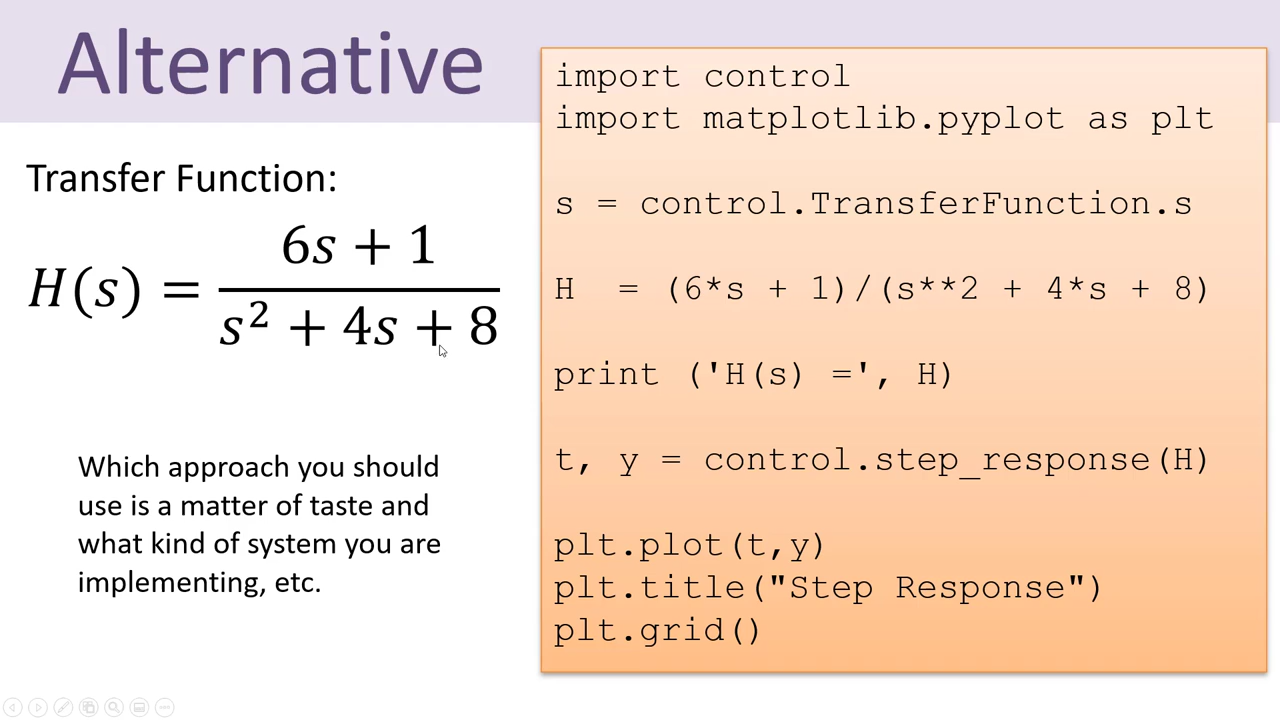 Alternative
Transfer Function:
H(s) = (6s + 1)/(s² + 4s + 8)
Which approach you should
use is a matter of taste and
what kind of system you are
implementing, etc.
import control
import matplotlib.pyplot as plt
s = control.TransferFunction.s
H  = (6*s + 1)/(s**2 + 4*s + 8)
print ('H(s) =', H)
t, y = control.step_response(H)
plt.plot(t,y)
plt.title("Step Response")
plt.grid()